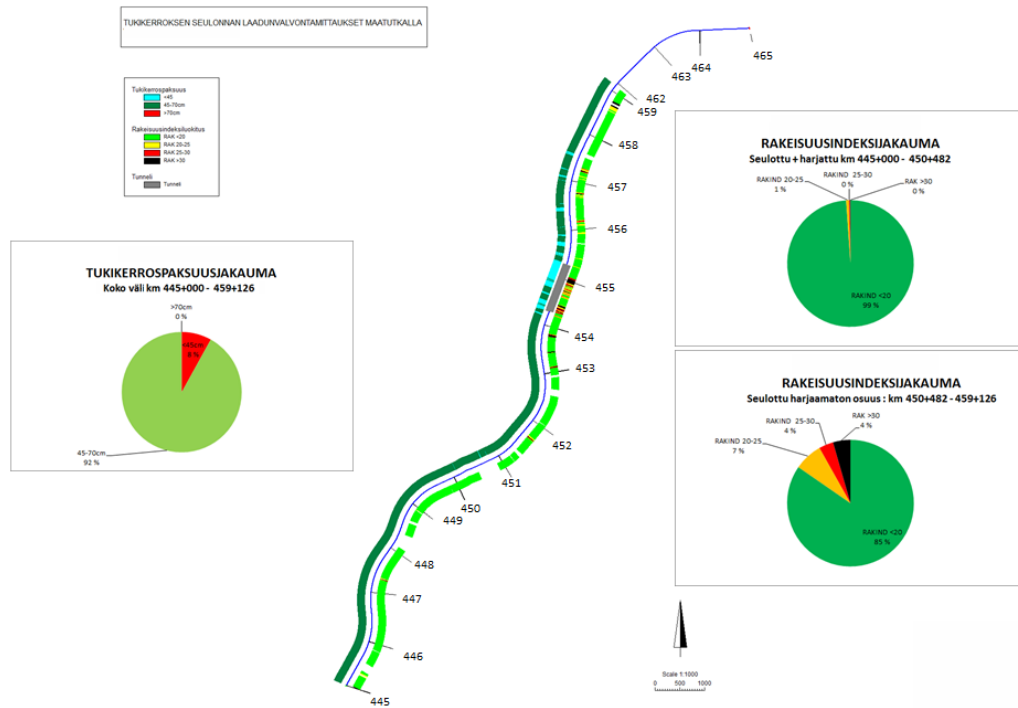 TUKIKERROKSEN SEULONNAN LAADUNVALVONTAMITTAUKSET MAATUTKALLA
Tukikerrospaksuus
<45
45-70cm
>70cm
Rakeisuusindeksiluokitus
RAK <20
RAK 20-25
RAK 25-30
RAK >30
Tunneli
Tunneli
TUKIKERROSPAKSUUSJAKAUMA
Koko väli km 445+000 - 459+126
>70cm
0 %
<45cm
8 %
45-70cm
92 %
465
464
463
462
459
458
457
456
455
454
453
452
451
450
449
448
447
446
445
RAKEISUUSINDEKSIJAKAUMA
Seulottu + harjattu km 445+000 - 450+482
RAKIND 20-25
1 %
RAKIND 25-30
0 %
RAK >30
0 %
RAKIND <20
99 %
RAKEISUUSINDEKSIJAKAUMA
Seulottu harjaamaton osuus : km 450+482 - 459+126
RAKIND 20-25
7 %
RAKIND 25-30
4 %
RAK >30
4 %
RAKIND <20
85 %
Scale 1:1000
0 500 1000